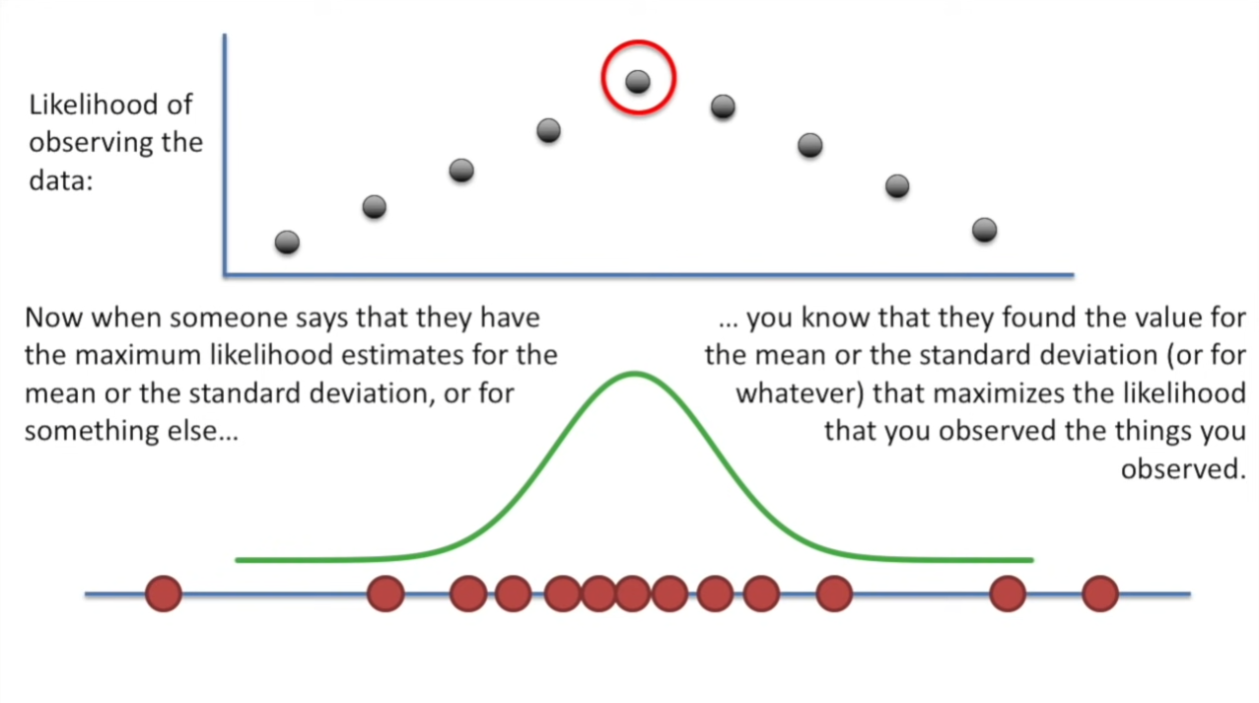 Likelihood of
observing the
data:
Now when someone says that they have
the maximum likelihood estimates for the
mean or the standard deviation, or for
something else...
... you know that they found the value for
the mean or the standard deviation (or for
whatever) that maximizes the likelihood
that you observed the things you
observed.